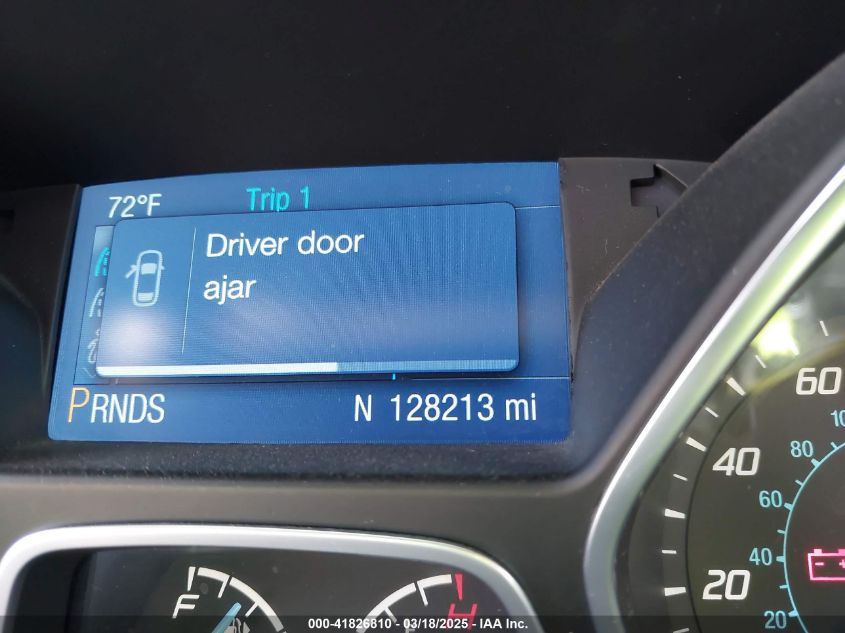 72°F Trip 1
Driver door
ajar
PRNDS N 128213 mi
60
80
40
60
40
20
20
F H
000-41826810 - 03/18/2025 - IAA Inc.